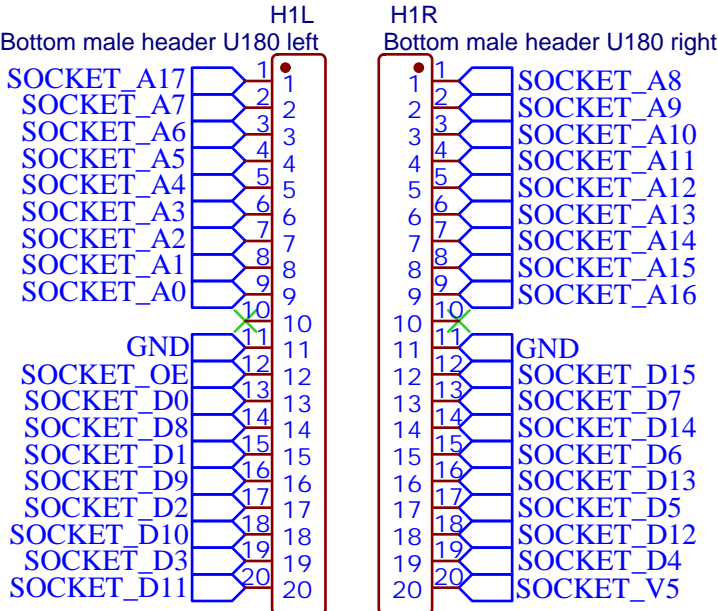 H1L H1R
Bottom male header U180 left Bottom male header U180 right
SOCKET_A17 1 1 1 1 SOCKET_A8
SOCKET_A7 2 2 2 2 SOCKET_A9
SOCKET_A6 3 3 3 3 SOCKET_A10
SOCKET_A5 4 4 4 4 SOCKET_A11
SOCKET_A4 5 5 5 5 SOCKET_A12
SOCKET_A3 6 6 6 6 SOCKET_A13
SOCKET_A2 7 7 7 7 SOCKET_A14
SOCKET_A1 8 8 8 8 SOCKET_A15
SOCKET_A0 9 9 9 9 SOCKET_A16
10 10 10 10
GND 11 11 11 11 GND
SOCKET_OE 12 12 12 12 SOCKET_D15
SOCKET_D0 13 13 13 13 SOCKET_D7
SOCKET_D8 14 14 14 14 SOCKET_D14
SOCKET_D1 15 15 15 15 SOCKET_D6
SOCKET_D9 16 16 16 16 SOCKET_D13
SOCKET_D2 17 17 17 17 SOCKET_D5
SOCKET_D10 18 18 18 18 SOCKET_D12
SOCKET_D3 19 19 19 19 SOCKET_D4
SOCKET_D11 20 20 20 20 SOCKET_V5